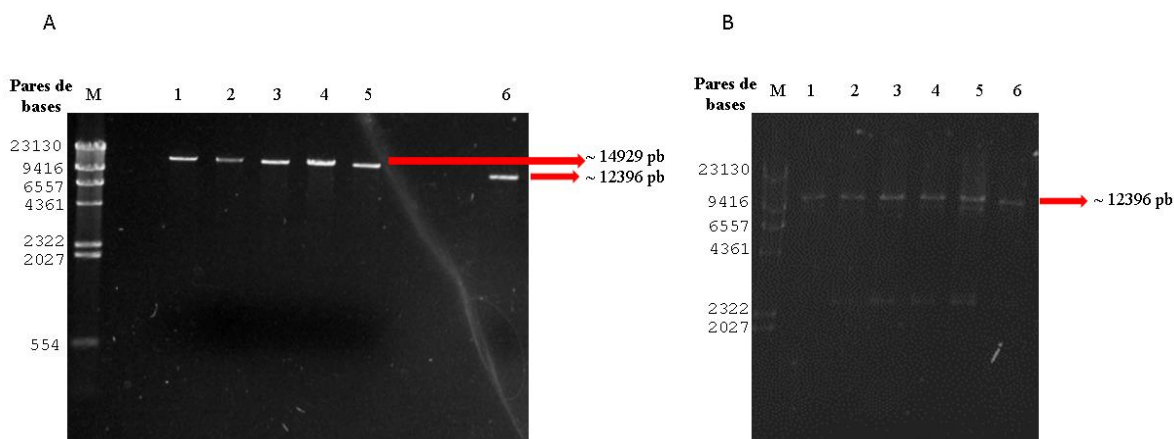 A
Pares de
bases
M 1 2 3 4 5 6
23130
9416
6557
4361
2322
2027
554
~ 14929 pb
~ 12396 pb
B
Pares de
bases
M 1 2 3 4 5 6
23130
9416
6557
4361
2322
2027
~ 12396 pb